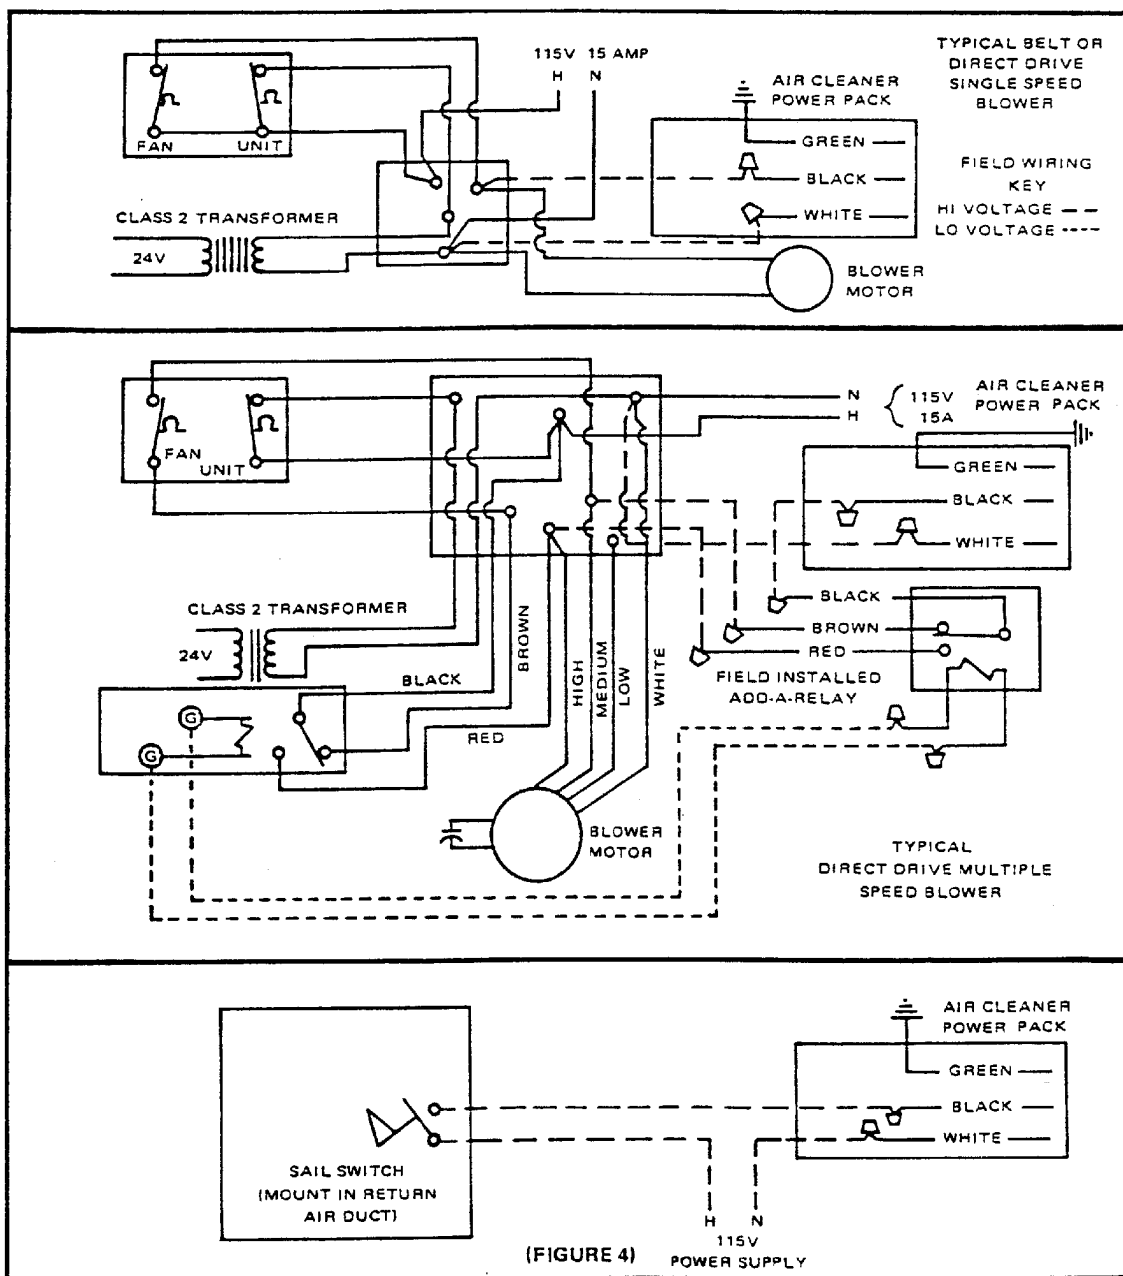 115V 15 AMP
H N
TYPICAL BELT OR
DIRECT DRIVE
SINGLE SPEED
BLOWER
AIR CLEANER
POWER PACK
GREEN
BLACK
WHITE
FIELD WIRING
KEY
HI VOLTAGE
LO VOLTAGE
FAN UNIT
CLASS 2 TRANSFORMER
24V
BLOWER
MOTOR
N
H
115V
15A
AIR CLEANER
POWER PACK
FAN
UNIT
GREEN
BLACK
WHITE
CLASS 2 TRANSFORMER
24V
BLACK
BROWN
RED
FIELD INSTALLED
ADD-A-RELAY
BROWN
HIGH
MEDIUM
LOW
WHITE
BLACK
RED
G
G
BLOWER
MOTOR
TYPICAL
DIRECT DRIVE MULTIPLE
SPEED BLOWER
AIR CLEANER
POWER PACK
GREEN
BLACK
WHITE
SAIL SWITCH
(MOUNT IN RETURN
AIR DUCT)
H N
115V
POWER SUPPLY
(FIGURE 4)